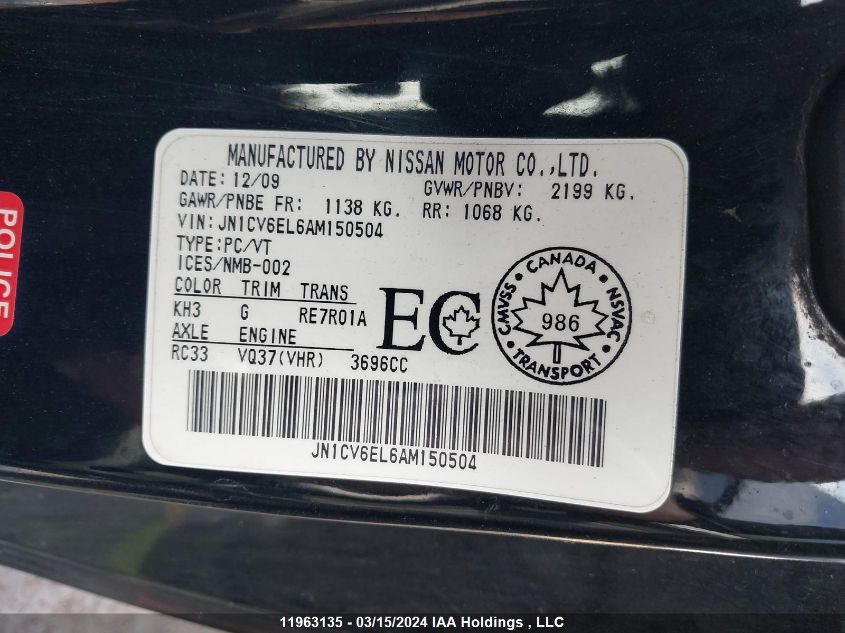 MANUFACTURED BY NISSAN MOTOR CO.,LTD.
DATE: 12/09 GVWR/PNBV: 2199 KG.
GAWR/PNBE FR: 1138 KG. RR: 1068 KG.
VIN: JN1CV6EL6AM150504
TYPE:PC/VT
ICES/NMB-002
COLOR TRIM TRANS
KH3 G RE7R01A
AXLE ENGINE
RC33 VQ37(VHR) 3696CC
EC
CANADA
CMVSS NSVAC
986
TRANSPORT
JN1CV6EL6AM150504
POLICE
11963135 - 03/15/2024 IAA Holdings , LLC